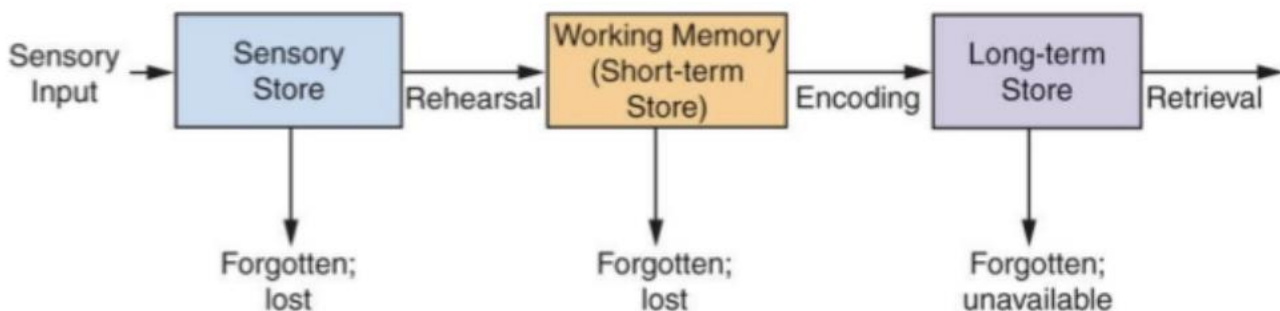 Sensory
Input
Sensory
Store
Rehearsal
Working Memory
(Short-term
Store)
Encoding
Long-term
Store
Retrieval
Forgotten;
lost
Forgotten;
lost
Forgotten;
unavailable